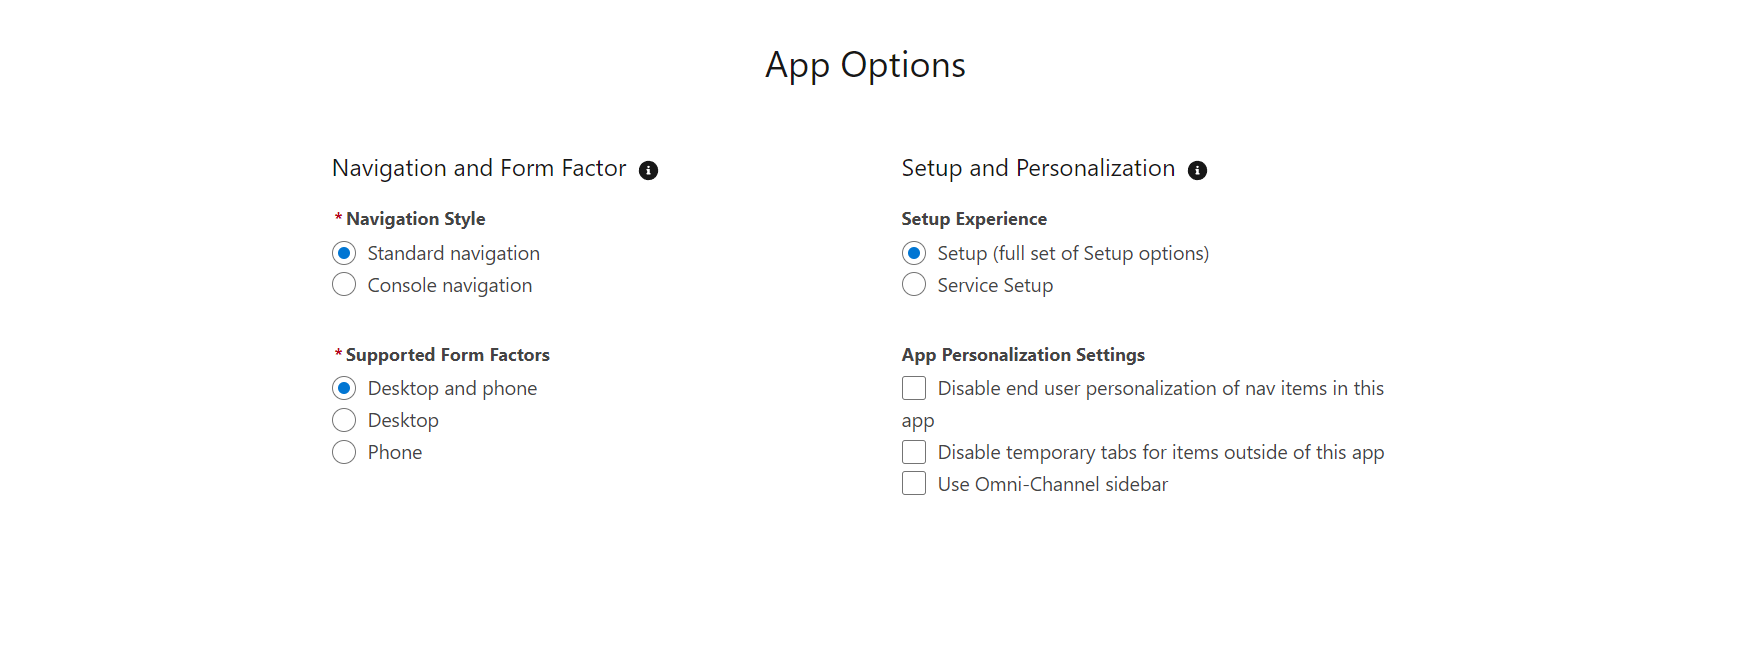 App Options
Navigation and Form Factor
* Navigation Style
Standard navigation
Console navigation
* Supported Form Factors
Desktop and phone
Desktop
Phone
Setup and Personalization
Setup Experience
Setup (full set of Setup options)
Service Setup
App Personalization Settings
Disable end user personalization of nav items in this
app
Disable temporary tabs for items outside of this app
Use Omni-Channel sidebar